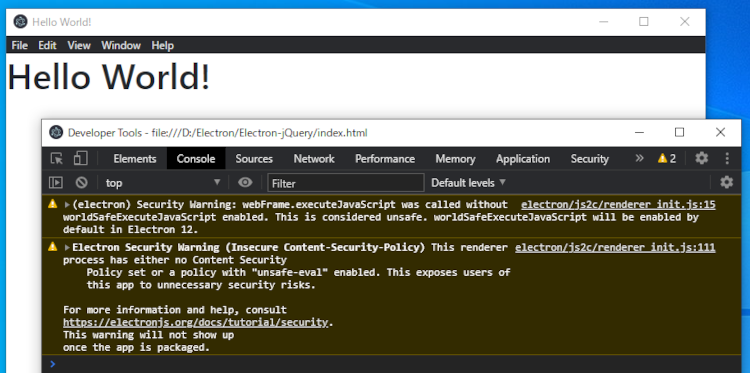 Hello World!
File Edit View Window Help
Hello World!
Developer Tools - file:///D:/Electron/Electron-jQuery/index.html
Elements Console Sources Network Performance Memory Application Security » 2
top Filter Default levels
(electron) Security Warning: webFrame.executeJavaScript was called without electron/js2c/renderer_init.js:15
worldSafeExecuteJavaScript enabled. This is considered unsafe. worldSafeExecuteJavaScript will be enabled by
default in Electron 12.
Electron Security Warning (Insecure Content-Security-Policy) This renderer electron/js2c/renderer_init.js:111
process has either no Content Security
Policy set or a policy with "unsafe-eval" enabled. This exposes users of
this app to unnecessary security risks.
For more information and help, consult
https://electronjs.org/docs/tutorial/security.
This warning will not show up
once the app is packaged.